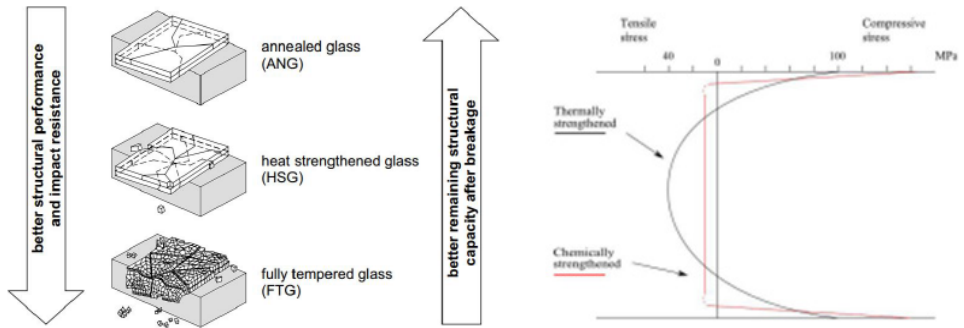 better structural performance
and impact resistance
annealed glass
(ANG)
heat strengthened glass
(HSG)
fully tempered glass
(FTG)
better remaining structural
capacity after breakage
Tensile
stress
Compressive
stress
40
0
100
MPa
Thermally
strengthened
Chemically
strengthened